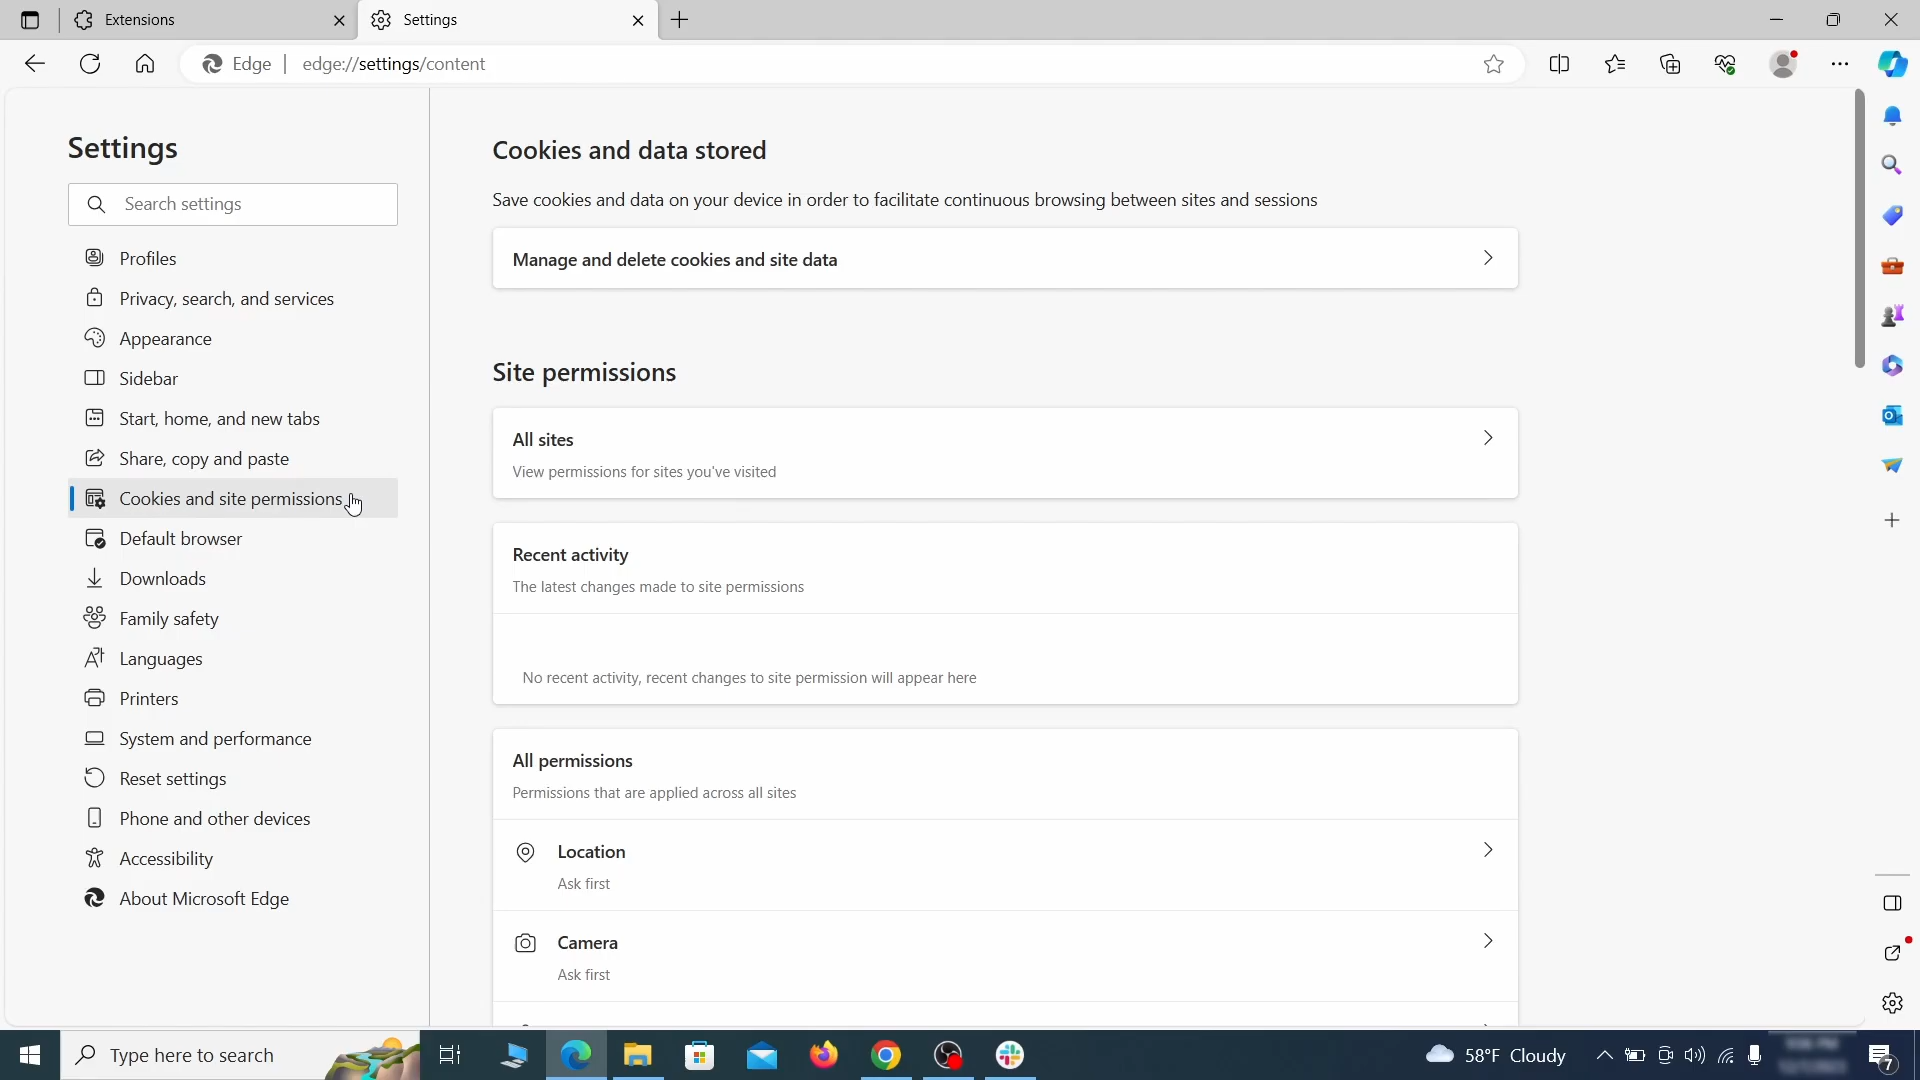 Extensions
Settings
Edge
edge://settings/content
Settings
Search settings
Profiles
Privacy, search, and services
Appearance
Sidebar
Start, home, and new tabs
Share, copy and paste
Cookies and site permissions
Default browser
Downloads
Family safety
Languages
Printers
System and performance
Reset settings
Phone and other devices
Accessibility
About Microsoft Edge
Cookies and data stored
Save cookies and data on your device in order to facilitate continuous browsing between sites and sessions
Manage and delete cookies and site data
Site permissions
All sites
View permissions for sites you've visited
Recent activity
The latest changes made to site permissions
No recent activity, recent changes to site permission will appear here
All permissions
Permissions that are applied across all sites
Location
Ask first
Camera
Ask first
Type here to search
58°F Cloudy
7